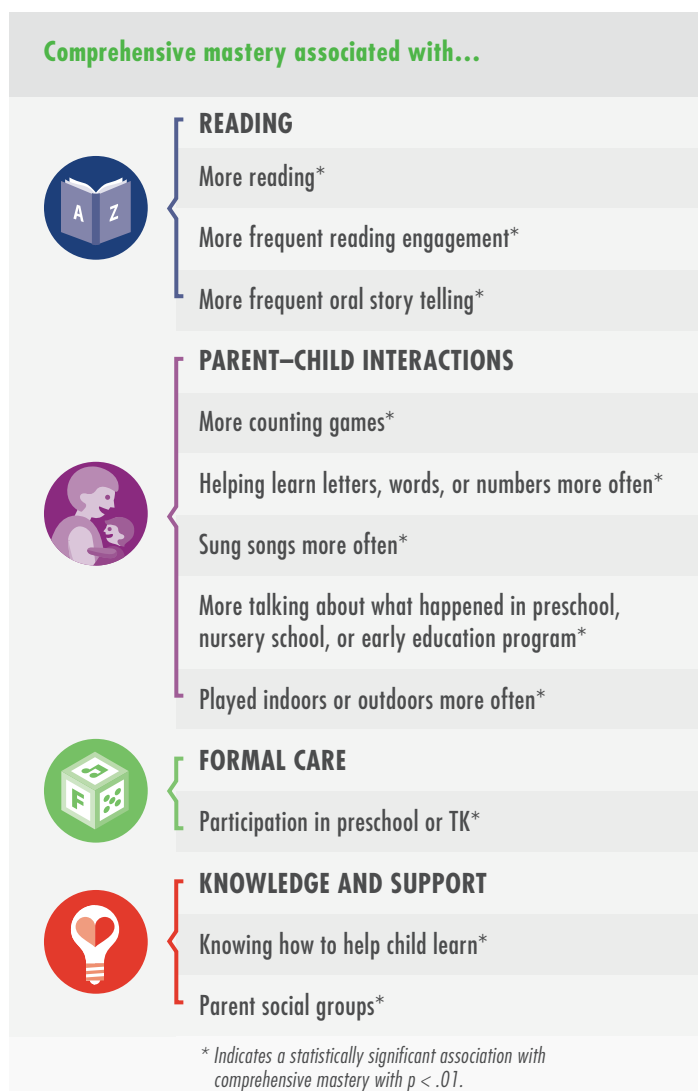 Comprehensive mastery associated with...
READING
A Z
More reading*
More frequent reading engagement*
More frequent oral story telling*
PARENT–CHILD INTERACTIONS
More counting games*
Helping learn letters, words, or numbers more often*
Sung songs more often*
More talking about what happened in preschool,
nursery school, or early education program*
Played indoors or outdoors more often*
FORMAL CARE
F
Participation in preschool or TK*
KNOWLEDGE AND SUPPORT
Knowing how to help child learn*
Parent social groups*
* Indicates a statistically significant association with
comprehensive mastery with p < .01.